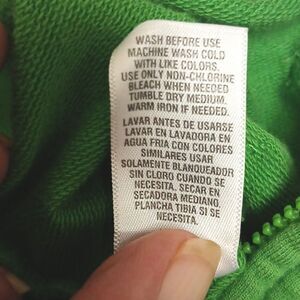 WASH BEFORE USE
MACHINE WASH COLD
WITH LIKE COLORS.
USE ONLY NON-CHLORINE
BLEACH WHEN NEEDED
TUMBLE DRY MEDIUM.
WARM IRON IF NEEDED.
LAVAR ANTES DE USARSE
LAVAR EN LAVADORA EN
AGUA FRIA CON COLORES
SIMILARES USAR
SOLAMENTE BLANQUEADOR
SIN CLORO CUANDO SE
NECESITA. SECAR EN
SECADORA MEDIANO.
PLANCHA TIBIA SI SE
NECESITA.